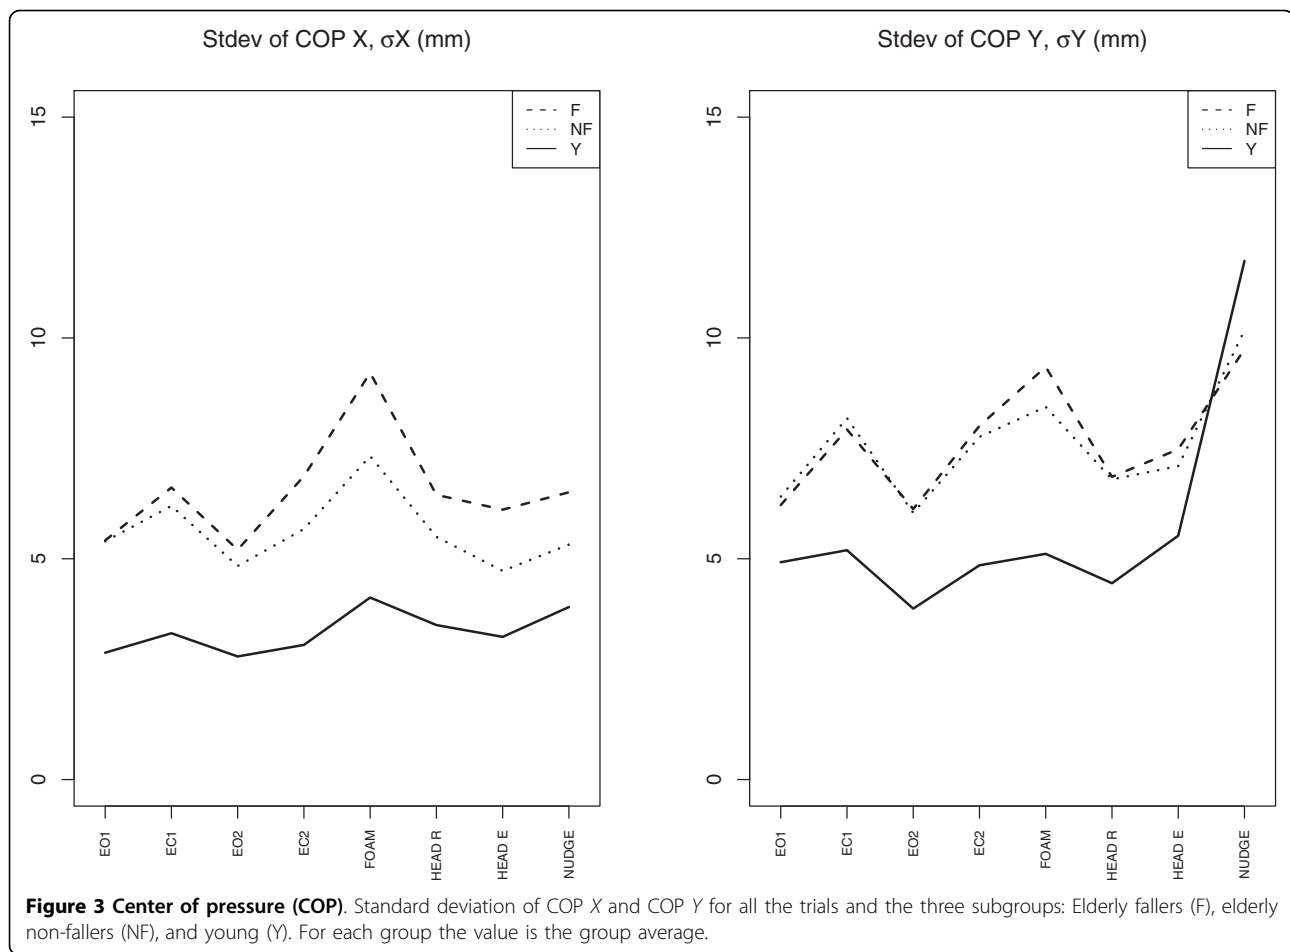 Stdev of COP X, σX (mm)
15
10
5
0
F
NF
Y
EO1
EC1
EO2
EC2
FOAM
HEAD R
HEAD E
NUDGE
Stdev of COP Y, σY (mm)
15
10
5
0
F
NF
Y
EO1
EC1
EO2
EC2
FOAM
HEAD R
HEAD E
NUDGE
Figure 3 Center of pressure (COP). Standard deviation of COP X and COP Y for all the trials and the three subgroups: Elderly fallers (F), elderly
non-fallers (NF), and young (Y). For each group the value is the group average.